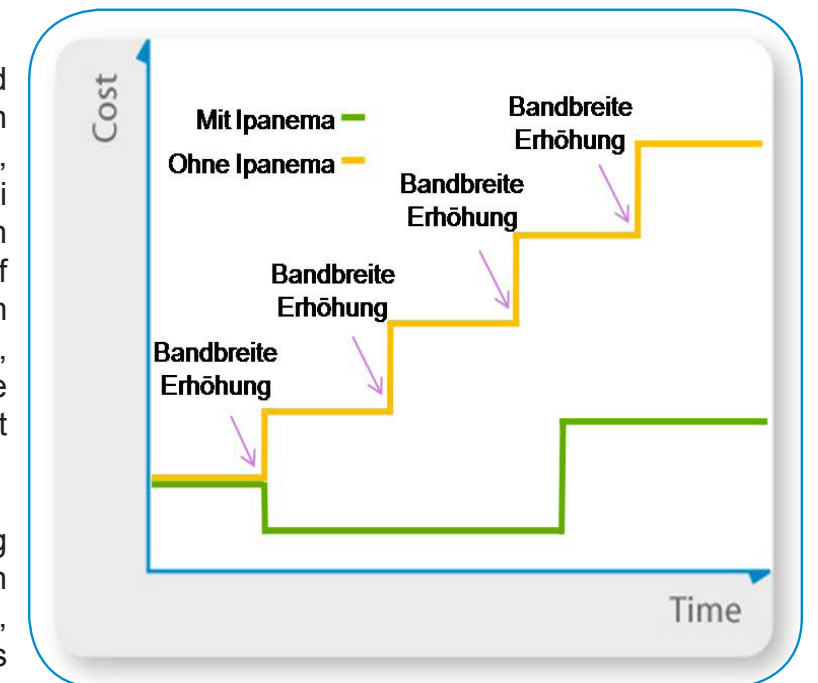 d
n
,
i
n
f
n
,
e
t
g
n
,
s
Cost
Mit Ipanema
Ohne Ipanema
Bandbreite
Erhöhung
Bandbreite
Erhöhung
Bandbreite
Erhöhung
Bandbreite
Erhöhung
Time